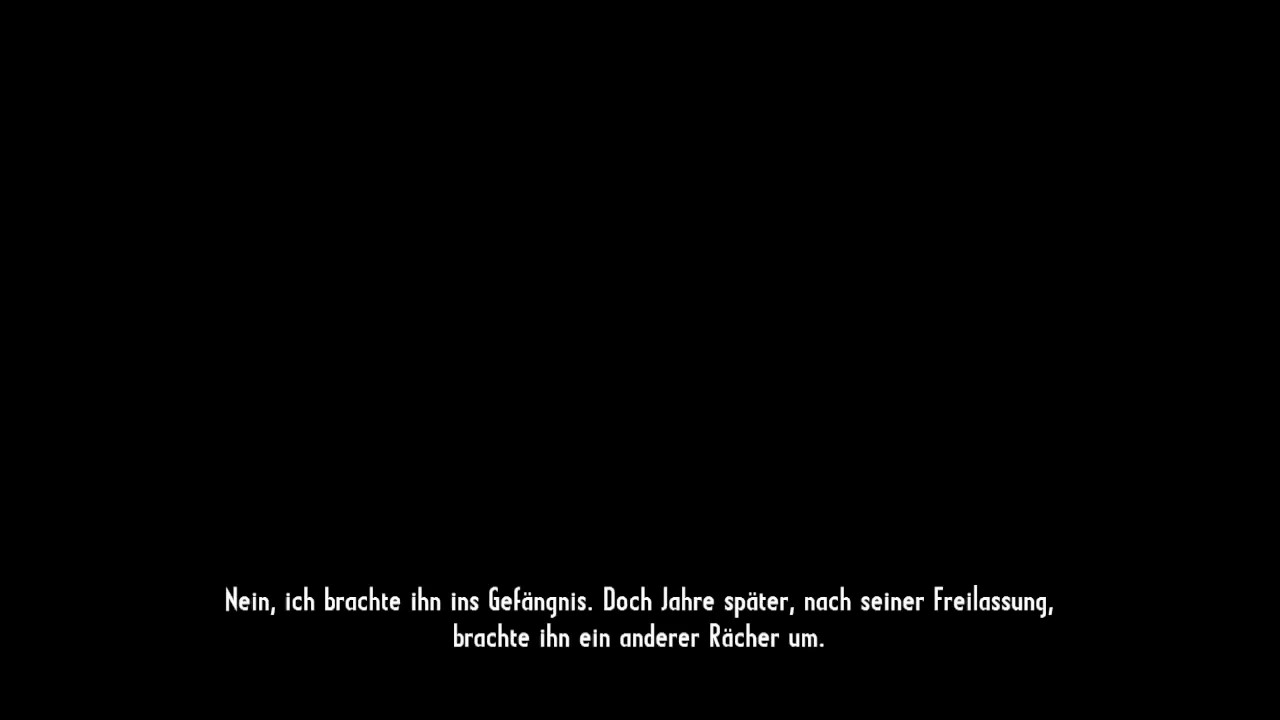 Nein, ich brachte ihn ins Gefängnis. Doch Jahre später, nach seiner Freilassung,
brachte ihn ein anderer Rächer um.